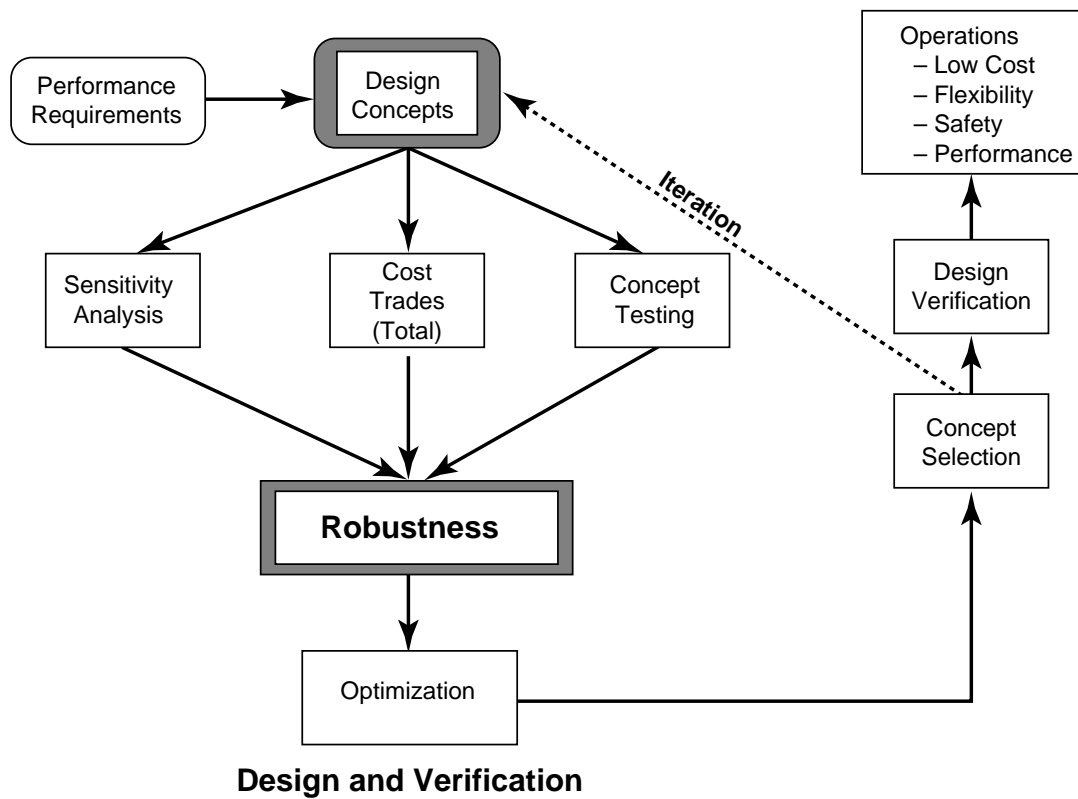 Performance
Requirements
Design
Concepts
Operations
– Low Cost
– Flexibility
– Safety
– Performance
Iteration
Sensitivity
Analysis
Cost
Trades
(Total)
Concept
Testing
Design
Verification
Concept
Selection
Robustness
Optimization
Design and Verification